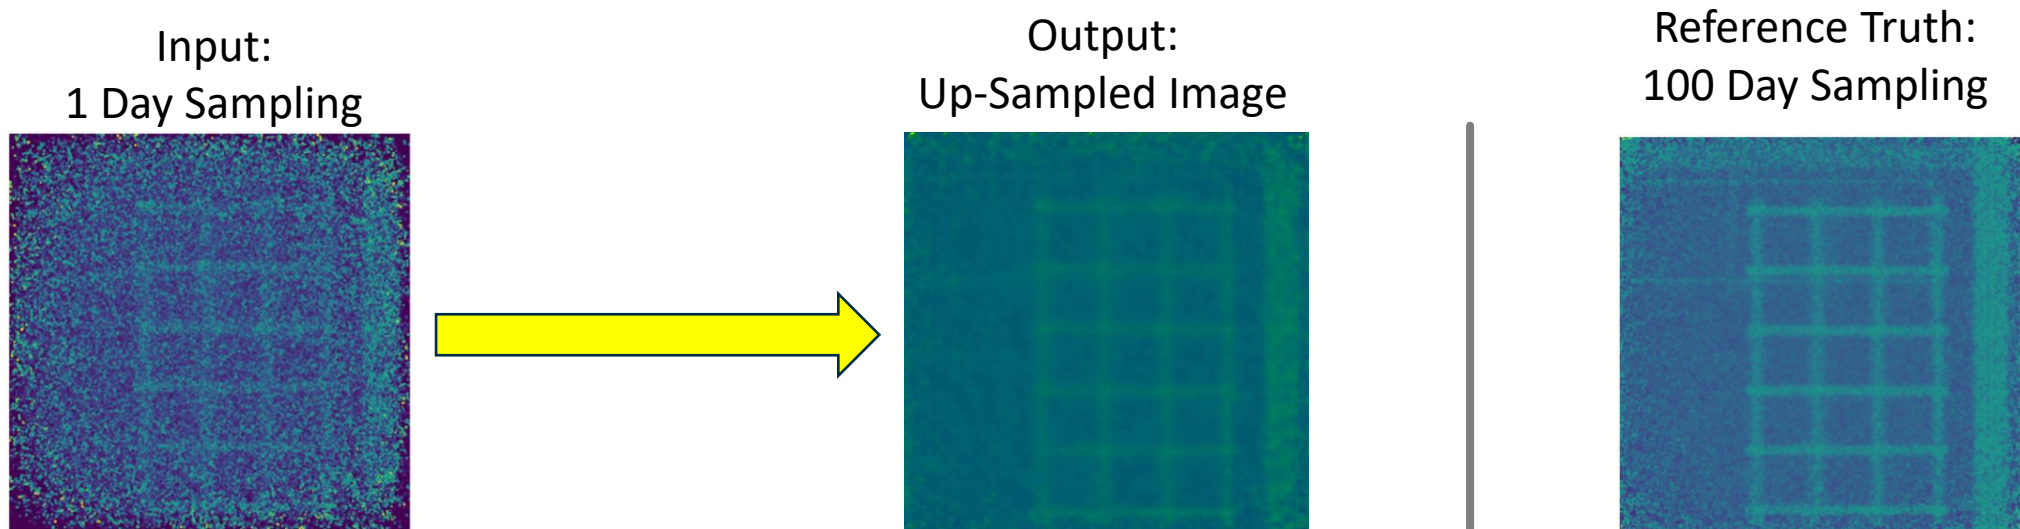 Input:
1 Day Sampling
Output:
Up-Sampled Image
Reference Truth:
100 Day Sampling